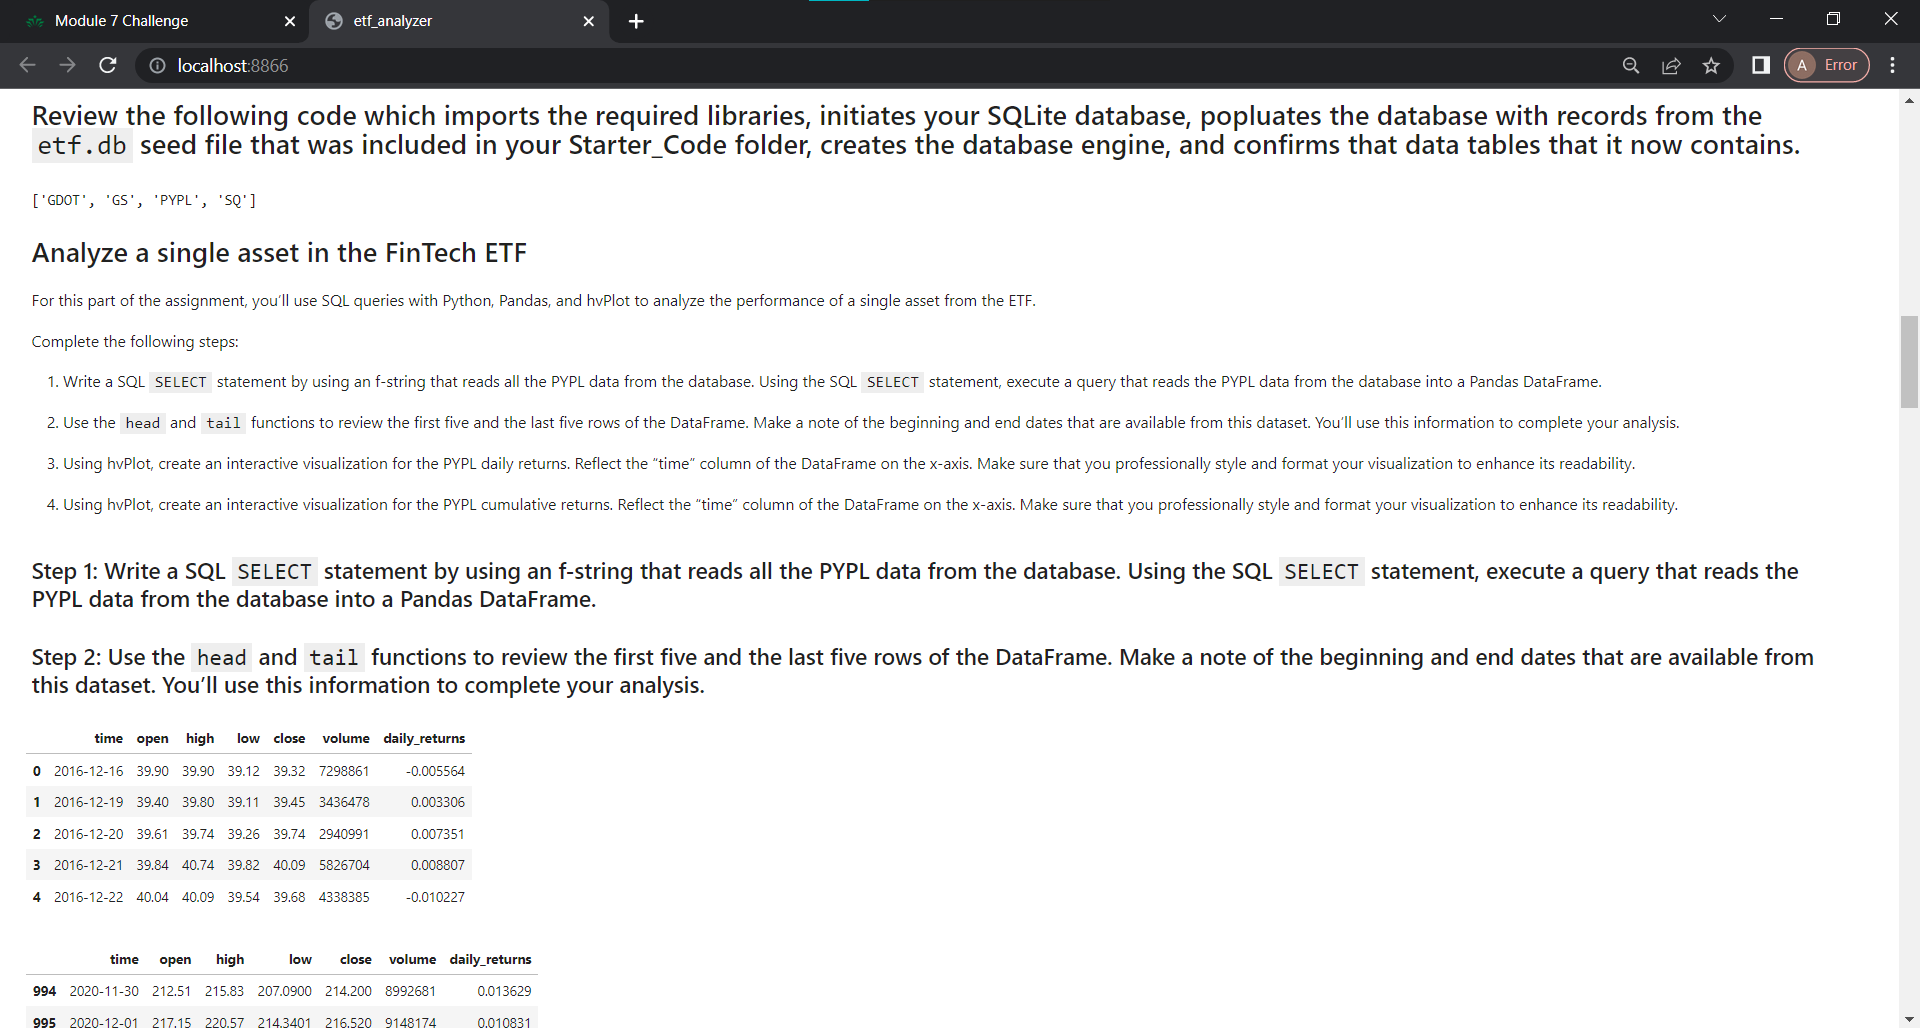 Module 7 Challenge
etf_analyzer
localhost:8866
A Error
Review the following code which imports the required libraries, initiates your SQLite database, popluates the database with records from the
etf.db seed file that was included in your Starter_Code folder, creates the database engine, and confirms that data tables that it now contains.
['GDOT', 'GS', 'PYPL', 'SQ']
Analyze a single asset in the FinTech ETF
For this part of the assignment, you’ll use SQL queries with Python, Pandas, and hvPlot to analyze the performance of a single asset from the ETF.
Complete the following steps:
1. Write a SQL SELECT statement by using an f-string that reads all the PYPL data from the database. Using the SQL SELECT statement, execute a query that reads the PYPL data from the database into a Pandas DataFrame.
2. Use the head and tail functions to review the first five and the last five rows of the DataFrame. Make a note of the beginning and end dates that are available from this dataset. You’ll use this information to complete your analysis.
3. Using hvPlot, create an interactive visualization for the PYPL daily returns. Reflect the “time” column of the DataFrame on the x-axis. Make sure that you professionally style and format your visualization to enhance its readability.
4. Using hvPlot, create an interactive visualization for the PYPL cumulative returns. Reflect the “time” column of the DataFrame on the x-axis. Make sure that you professionally style and format your visualization to enhance its readability.
Step 1: Write a SQL SELECT statement by using an f-string that reads all the PYPL data from the database. Using the SQL SELECT statement, execute a query that reads the
PYPL data from the database into a Pandas DataFrame.
Step 2: Use the head and tail functions to review the first five and the last five rows of the DataFrame. Make a note of the beginning and end dates that are available from
this dataset. You’ll use this information to complete your analysis.
time open high low close volume daily_returns
0 2016-12-16 39.90 39.90 39.12 39.32 7298861 -0.005564
1 2016-12-19 39.40 39.80 39.11 39.45 3436478 0.003306
2 2016-12-20 39.61 39.74 39.26 39.74 2940991 0.007351
3 2016-12-21 39.84 40.74 39.82 40.09 5826704 0.008807
4 2016-12-22 40.04 40.09 39.54 39.68 4338385 -0.010227
time open high low close volume daily_returns
994 2020-11-30 212.51 215.83 207.0900 214.200 8992681 0.013629
995 2020-12-01 217.15 220.57 214.3401 216.520 9148174 0.010831